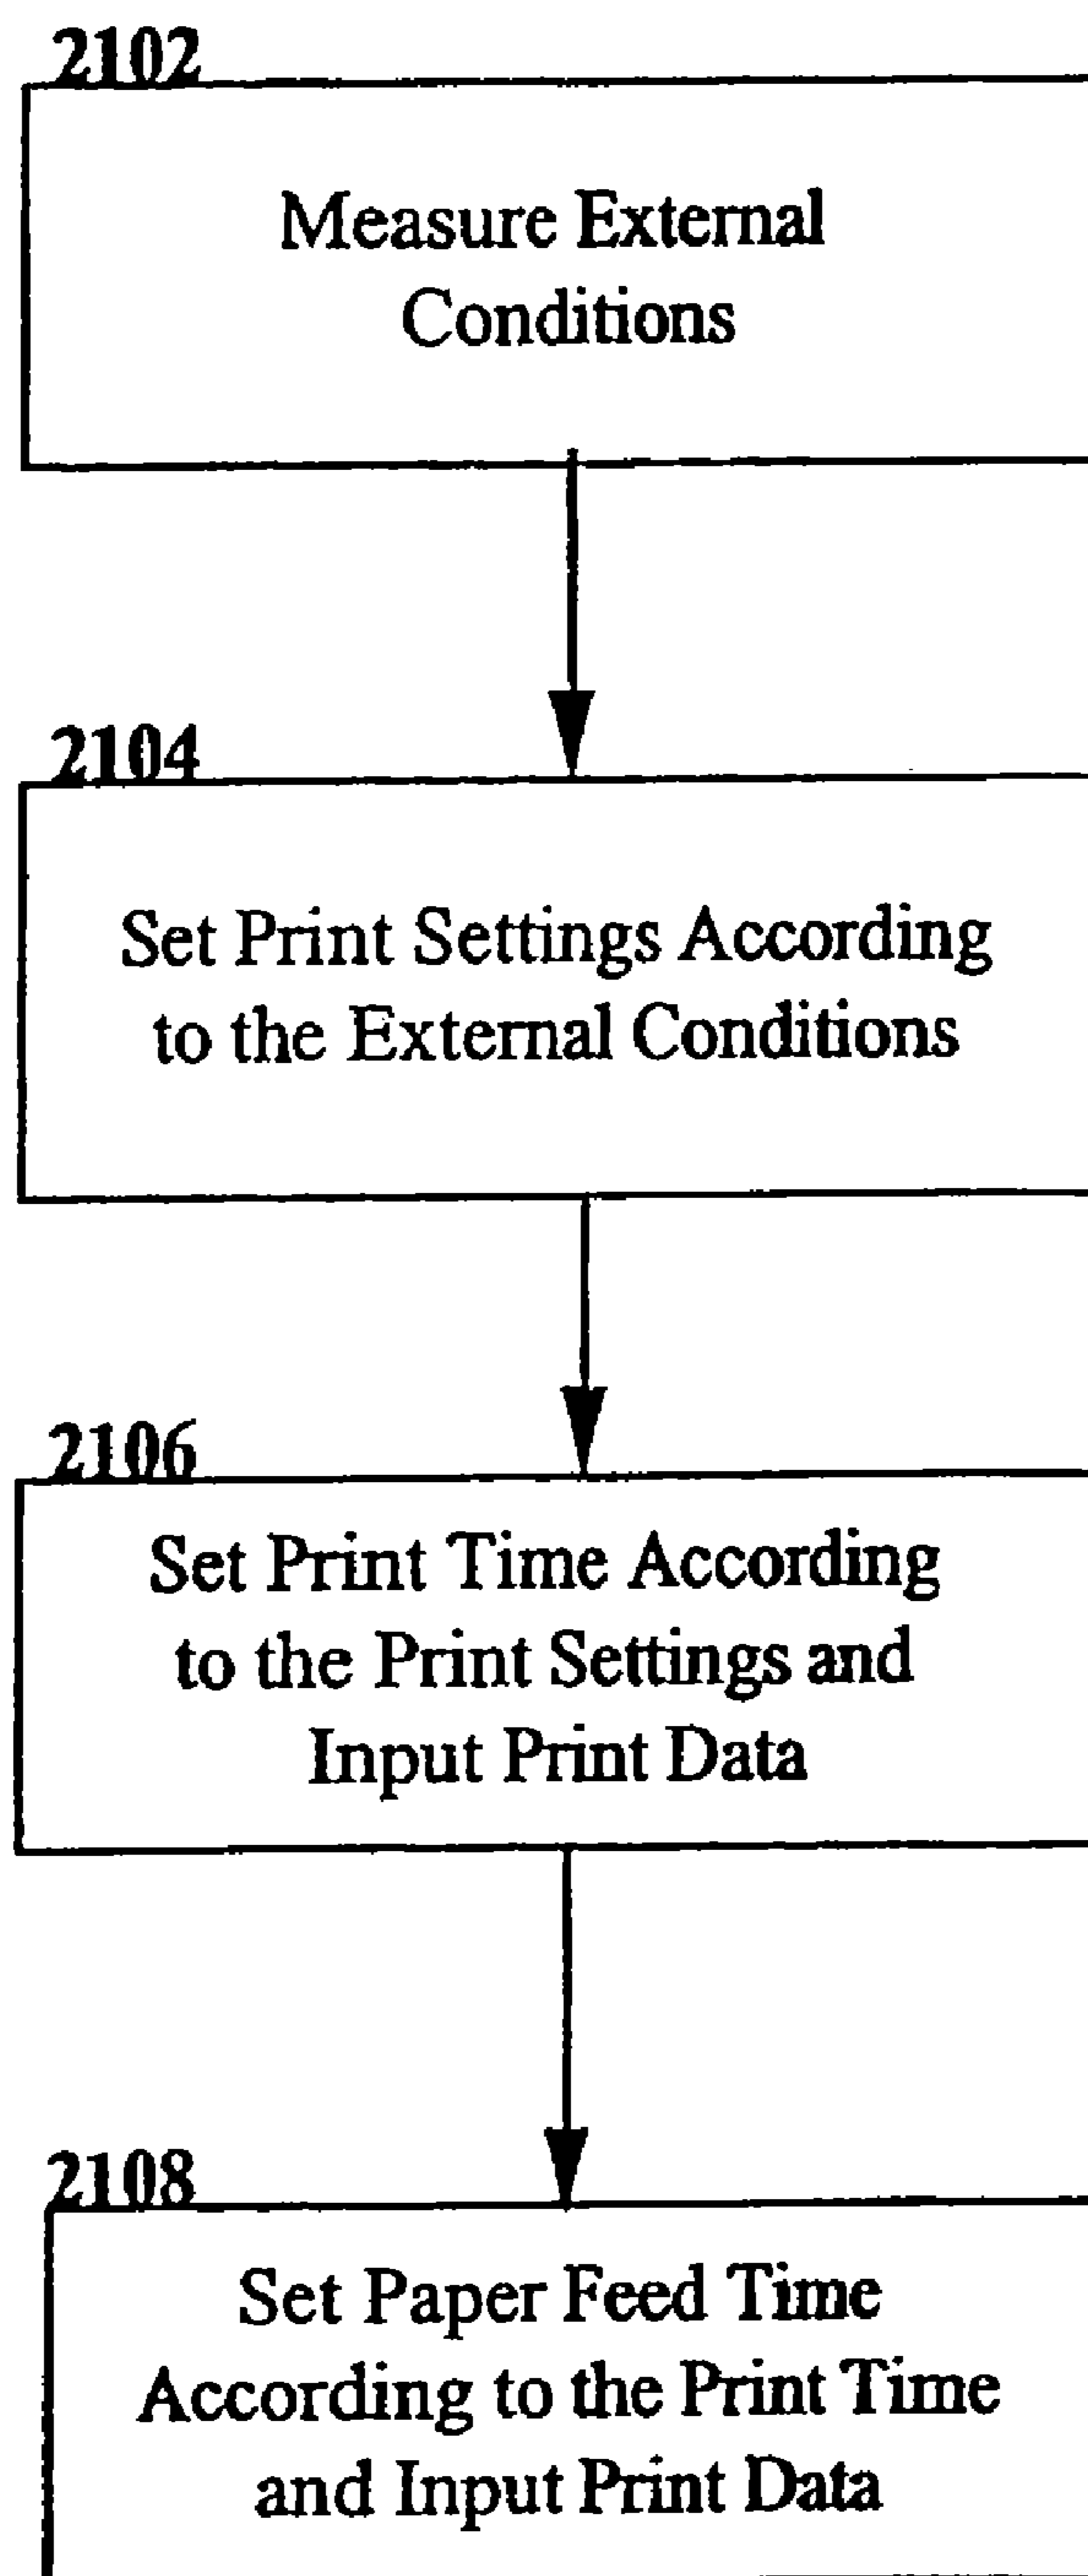 2102
Measure External
Conditions
2104
Set Print Settings According
to the External Conditions
2106
Set Print Time According
to the Print Settings and
Input Print Data
2108
Set Paper Feed Time
According to the Print Time
and Input Print Data